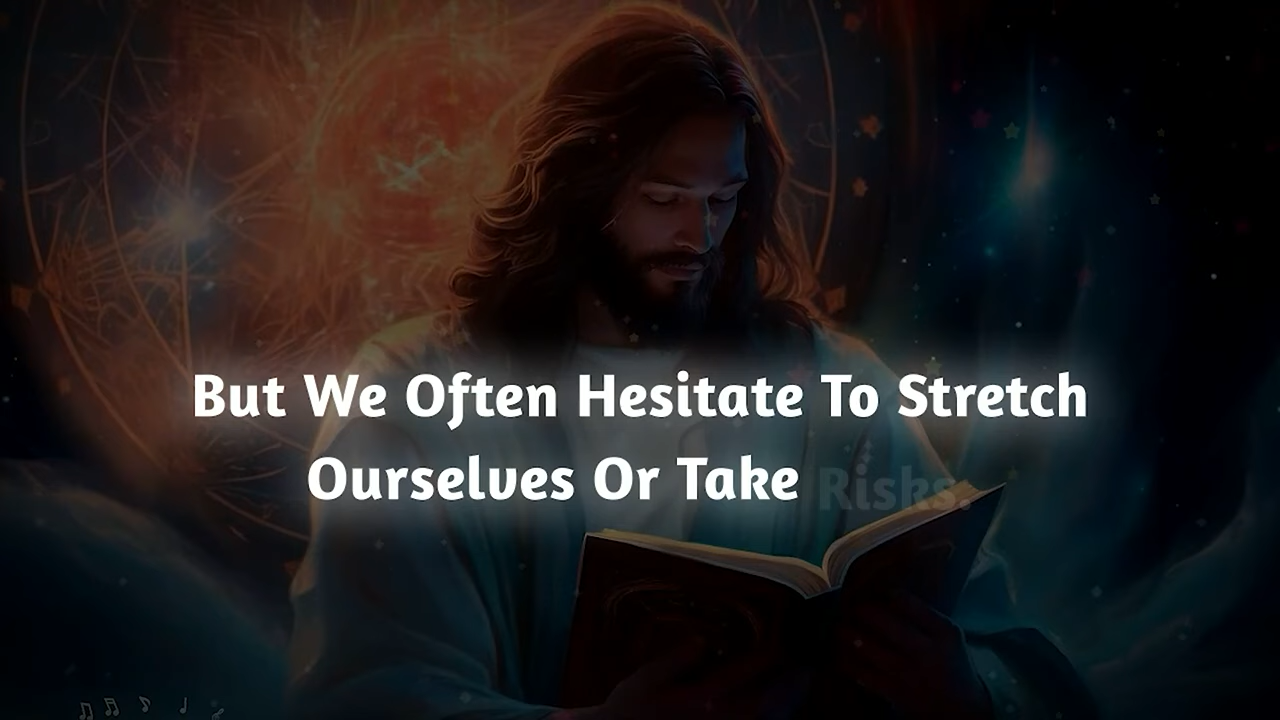 But We Often Hesitate To Stretch
Ourselves Or Take Risks.